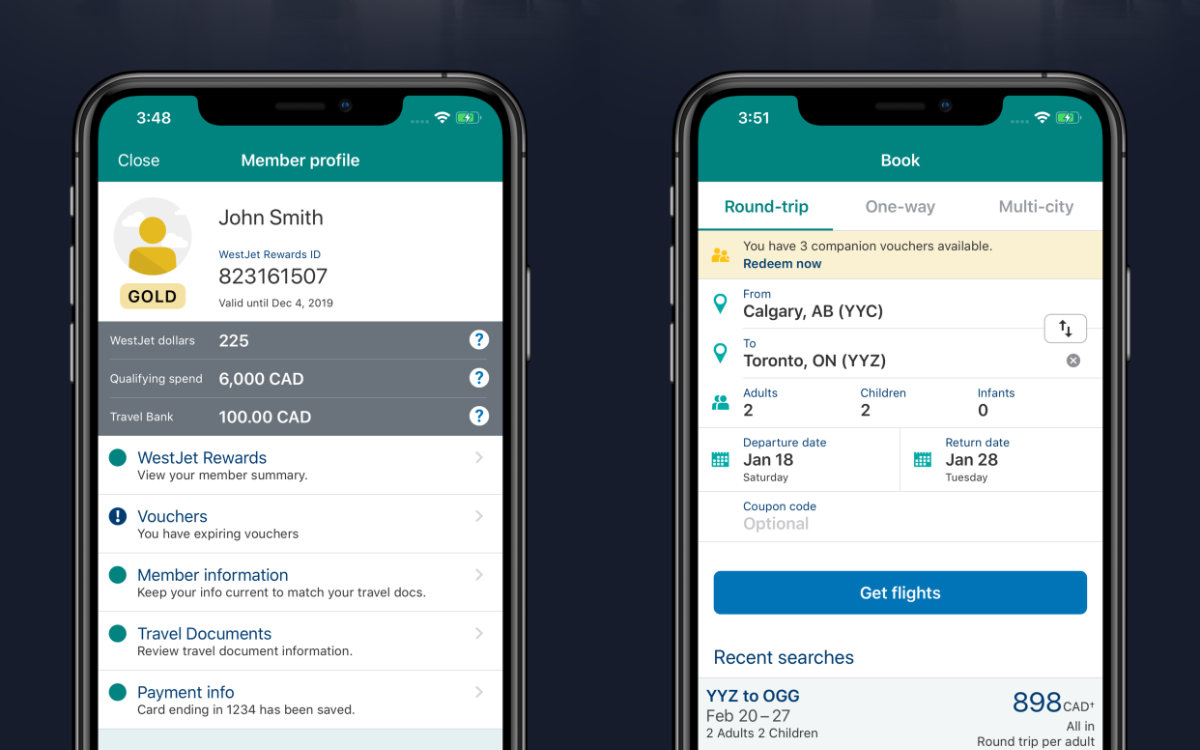 3:48
Close
Member profile
John Smith
WestJet Rewards ID
823161507
GOLD
Valid until Dec 4, 2019
WestJet dollars 225 ?
Qualifying spend 6,000 CAD ?
Travel Bank 100.00 CAD ?
WestJet Rewards
View your member summary.
Vouchers
You have expiring vouchers
Member information
Keep your info current to match your travel docs.
Travel Documents
Review travel document information.
Payment info
Card ending in 1234 has been saved.
3:51
Book
Round-trip One-way Multi-city
You have 3 companion vouchers available.
Redeem now
From
Calgary, AB (YYC)
To
Toronto, ON (YYZ)
Adults Children Infants
2 2 0
Departure date Return date
Jan 18 Jan 28
Saturday Tuesday
Coupon code
Optional
Get flights
Recent searches
YYZ to OGG 898 CAD†
Feb 20 – 27 All in
2 Adults 2 Children Round trip per adult